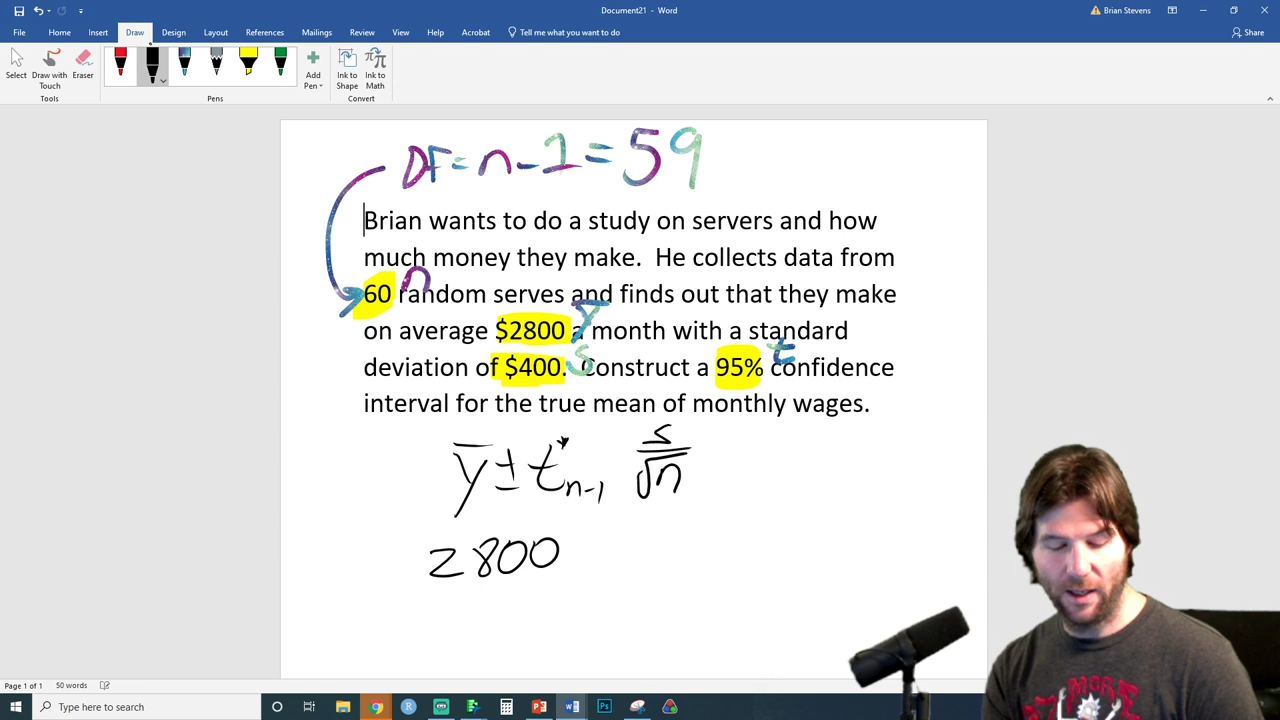 Document21 - Word
Brian Stevens
File Home Insert Draw Design Layout References Mailings Review View Help Acrobat Tell me what you want to do Share
Select Draw with Touch Eraser Add Pen Ink to Shape Ink to Math
Tools Pens Convert
DF = n - 1 = 59
Brian wants to do a study on servers and how
much money they make. He collects data from
n
60 random serves and finds out that they make
ȳ
on average $2800 a month with a standard
s t
deviation of $400. Construct a 95% confidence
interval for the true mean of monthly wages.
ȳ ± t*n-1 s/√n
2800
MORE
Page 1 of 1 50 words
Type here to search